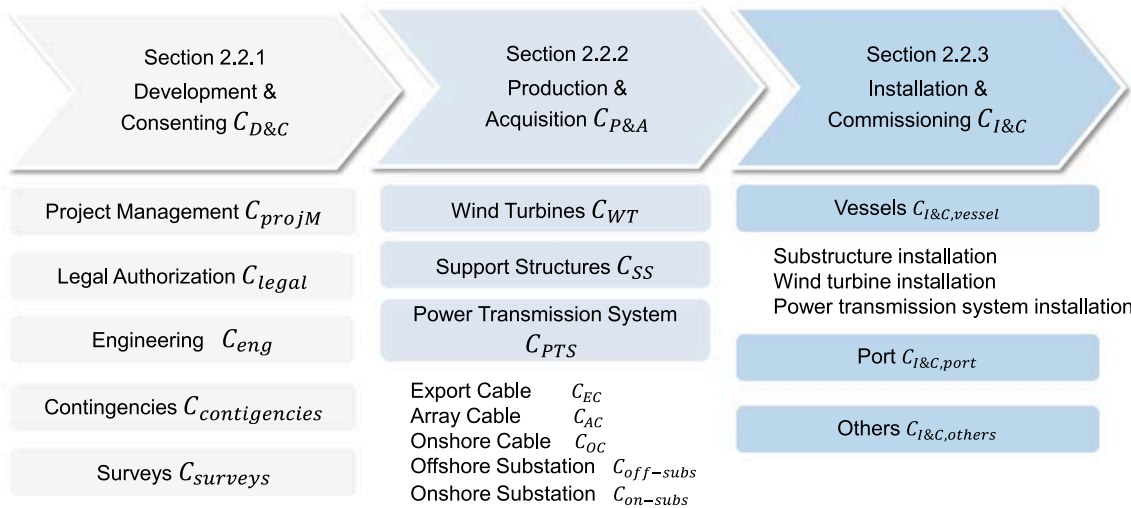 Section 2.2.1
Development &
Consenting C_{D&C}
Project Management C_{projM}
Legal Authorization C_{legal}
Engineering C_{eng}
Contingencies C_{contigencies}
Surveys C_{surveys}
Section 2.2.2
Production &
Acquisition C_{P&A}
Wind Turbines C_{WT}
Support Structures C_{SS}
Power Transmission System
C_{PTS}
Export Cable C_{EC}
Array Cable C_{AC}
Onshore Cable C_{OC}
Offshore Substation C_{off-subs}
Onshore Substation C_{on-subs}
Section 2.2.3
Installation &
Commissioning C_{I&C}
Vessels C_{I&C,vessel}
Substructure installation
Wind turbine installation
Power transmission system installation
Port C_{I&C,port}
Others C_{I&C,others}